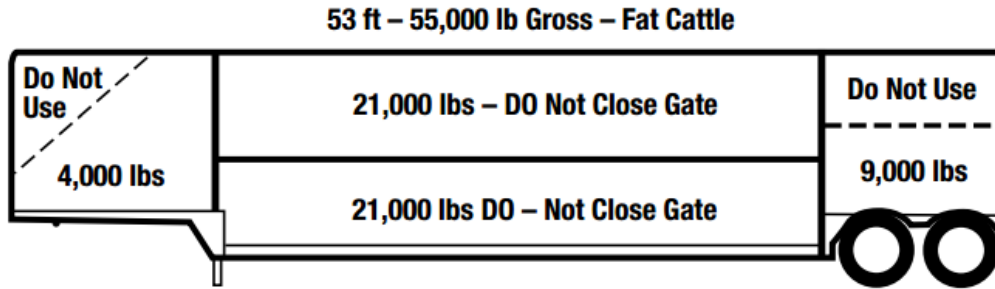 53 ft – 55,000 lb Gross – Fat Cattle
Do Not
Use
21,000 lbs – DO Not Close Gate
Do Not Use
4,000 lbs
9,000 lbs
21,000 lbs DO – Not Close Gate